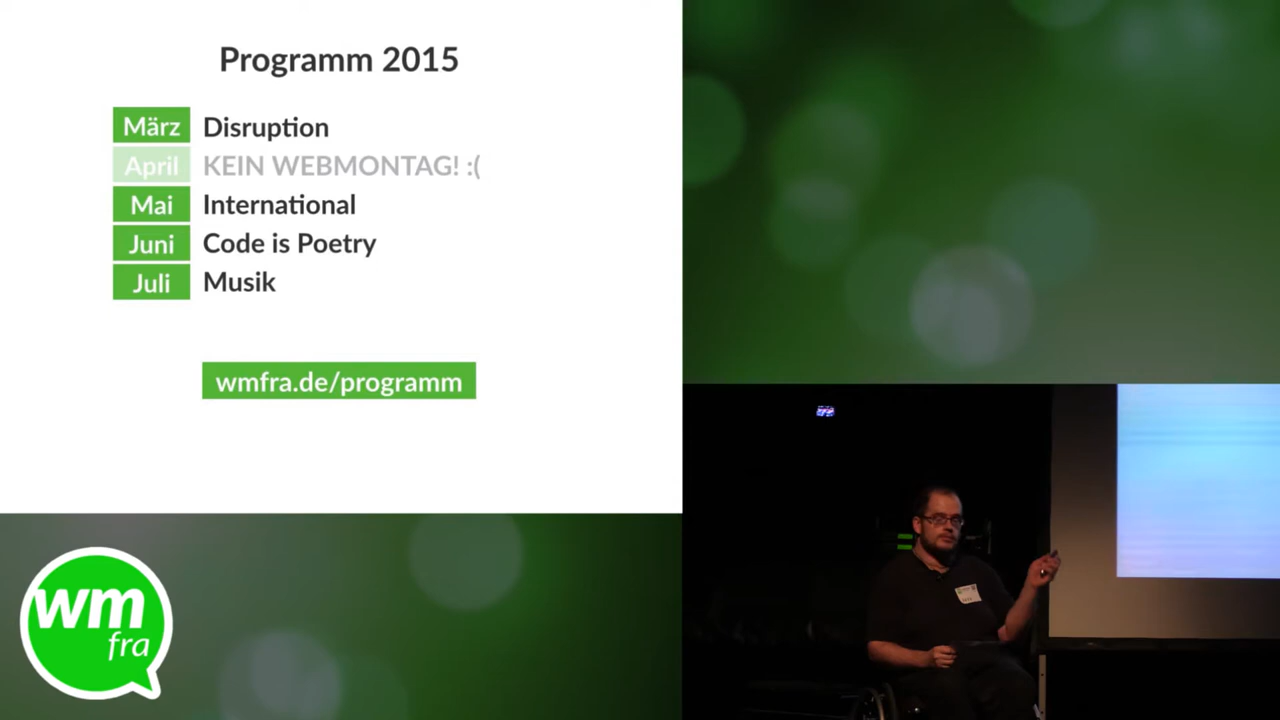 Programm 2015
März Disruption
April KEIN WEBMONTAG! :(
Mai International
Juni Code is Poetry
Juli Musik
wmfra.de/programm
wm
fra